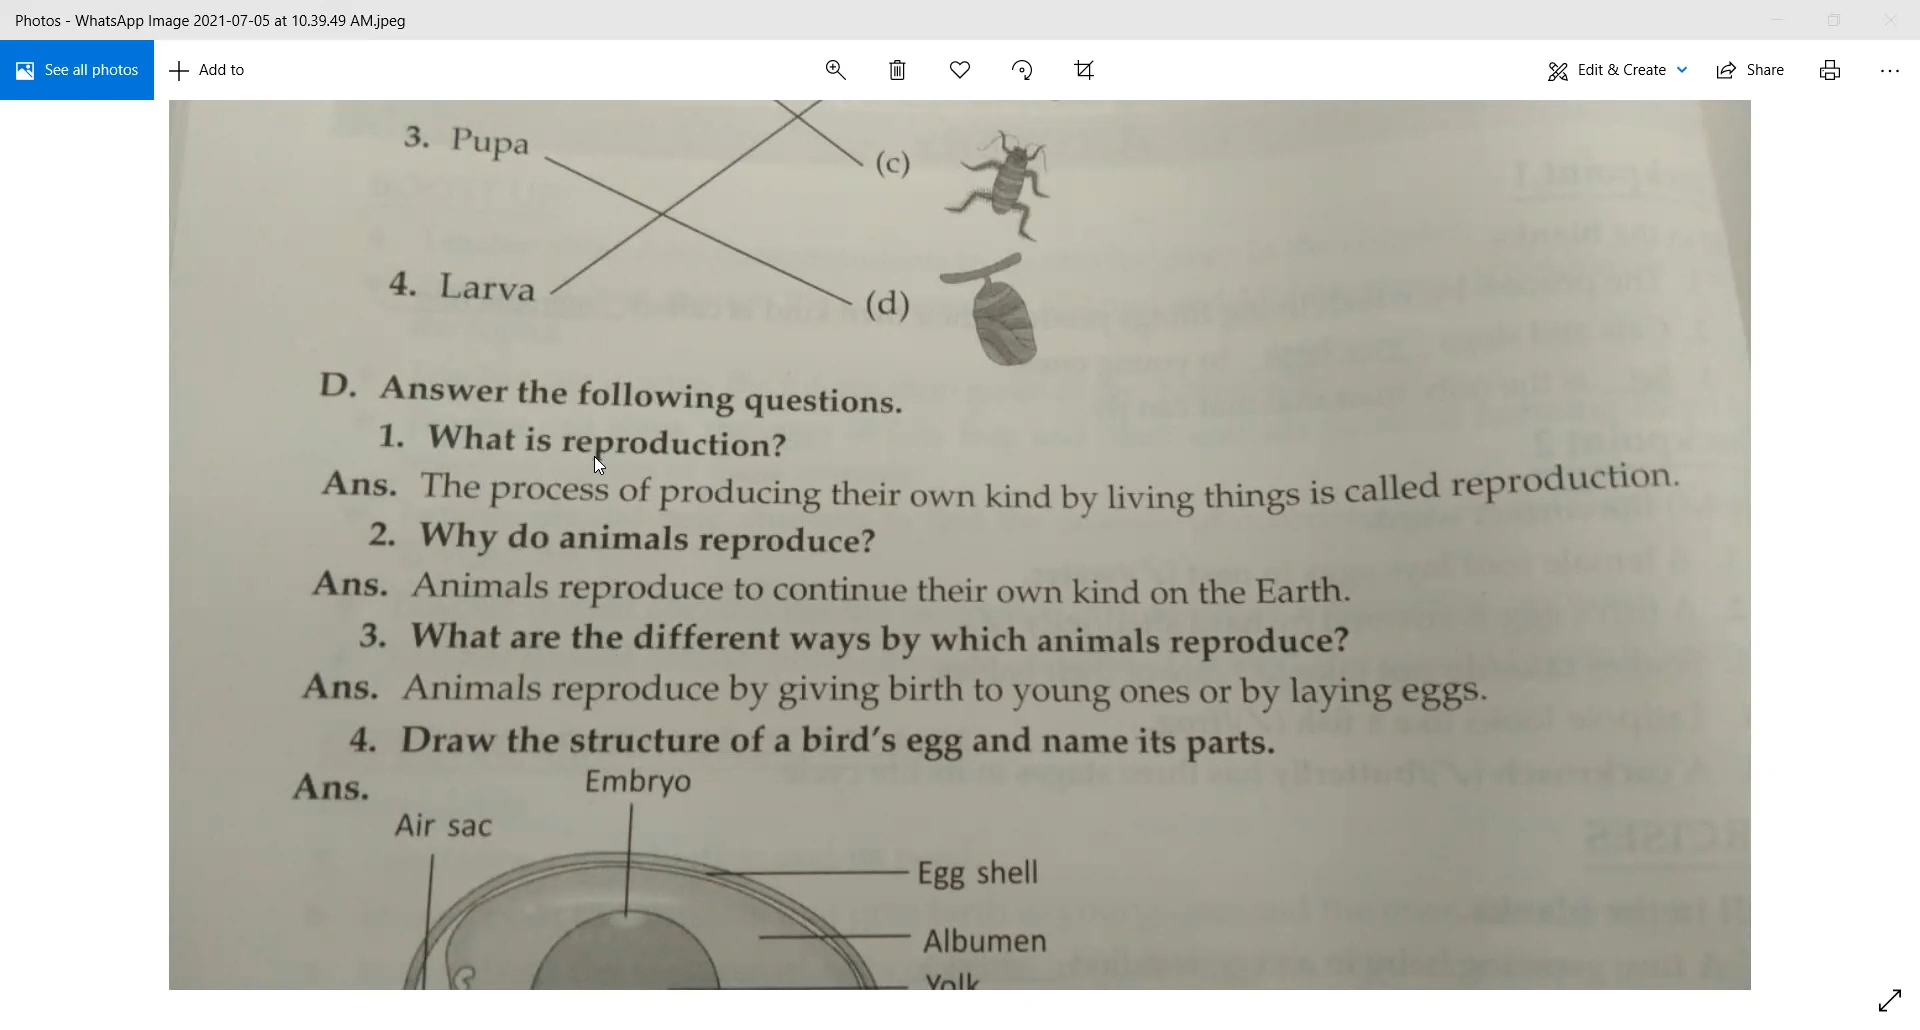 Photos - WhatsApp Image 2021-07-05 at 10.39.49 AM.jpeg
See all photos
Add to
Edit & Create
Share
3. Pupa
(c)
4. Larva
(d)
D. Answer the following questions.
1. What is reproduction?
Ans. The process of producing their own kind by living things is called reproduction.
2. Why do animals reproduce?
Ans. Animals reproduce to continue their own kind on the Earth.
3. What are the different ways by which animals reproduce?
Ans. Animals reproduce by giving birth to young ones or by laying eggs.
4. Draw the structure of a bird's egg and name its parts.
Ans.
Embryo
Air sac
Egg shell
Albumen
Yolk